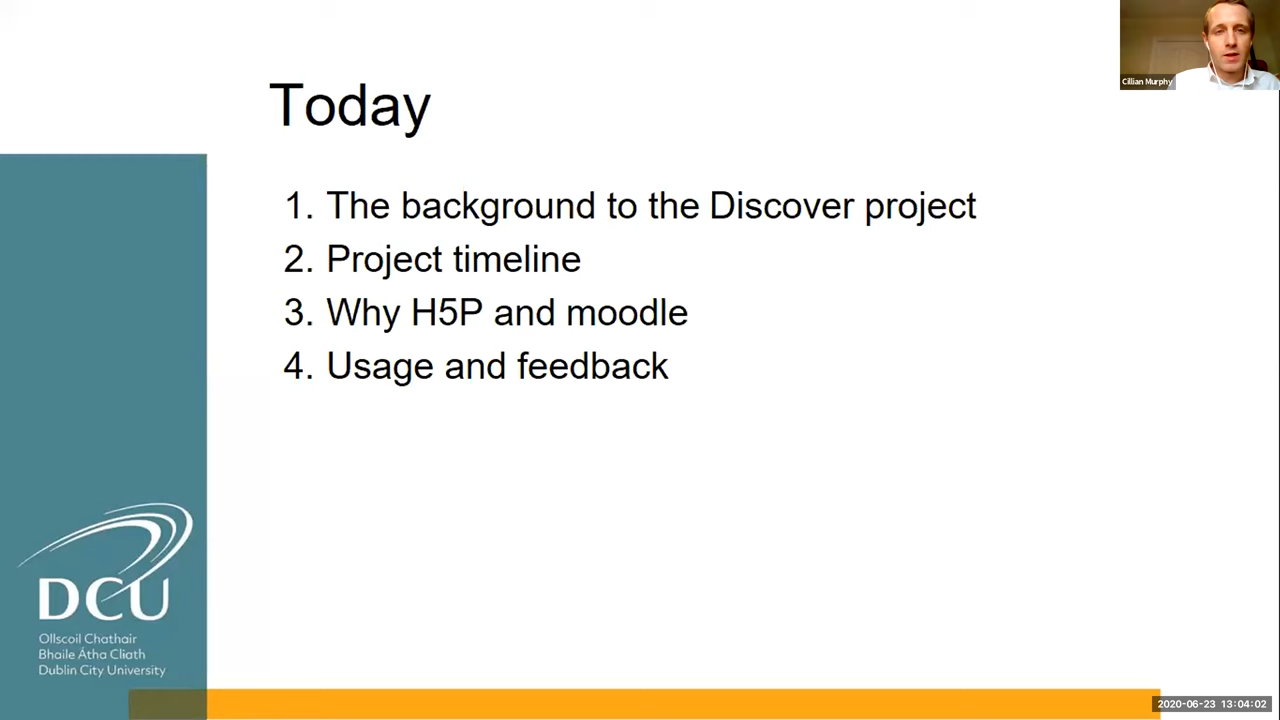 Cillian Murphy
Today
1. The background to the Discover project
2. Project timeline
3. Why H5P and moodle
4. Usage and feedback
DCU
Ollscoil Chathair
Bhaile Átha Cliath
Dublin City University
2020-06-23 13:04:02